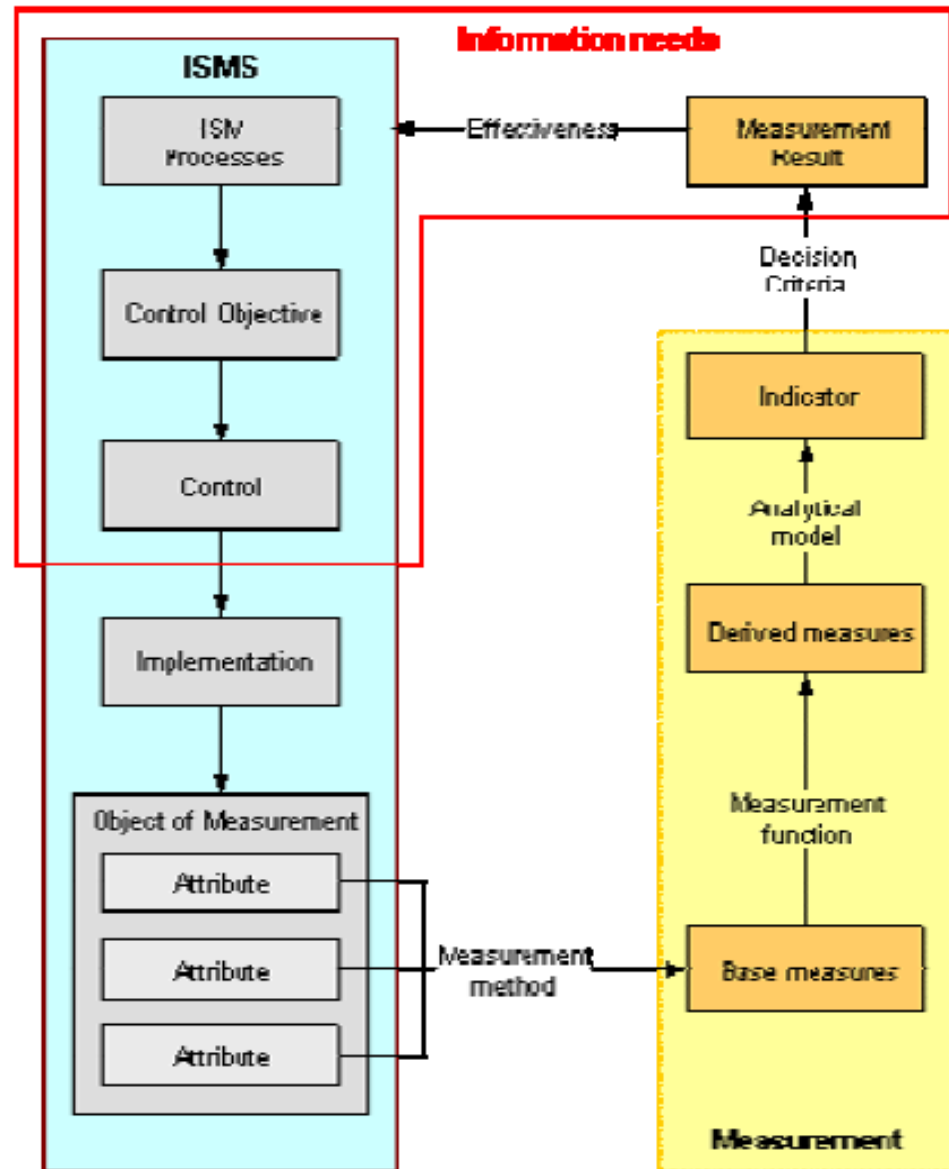 Information needs
ISMS
ISM
Processes
Effectiveness
Measurement
Result
Decision
Criteria
Control Objective
Indicator
Control
Analytical
model
Implementation
Derived measures
Object of Measurement
Attribute
Measurement
function
Attribute
Measurement
method
Base measures
Attribute
Measurement